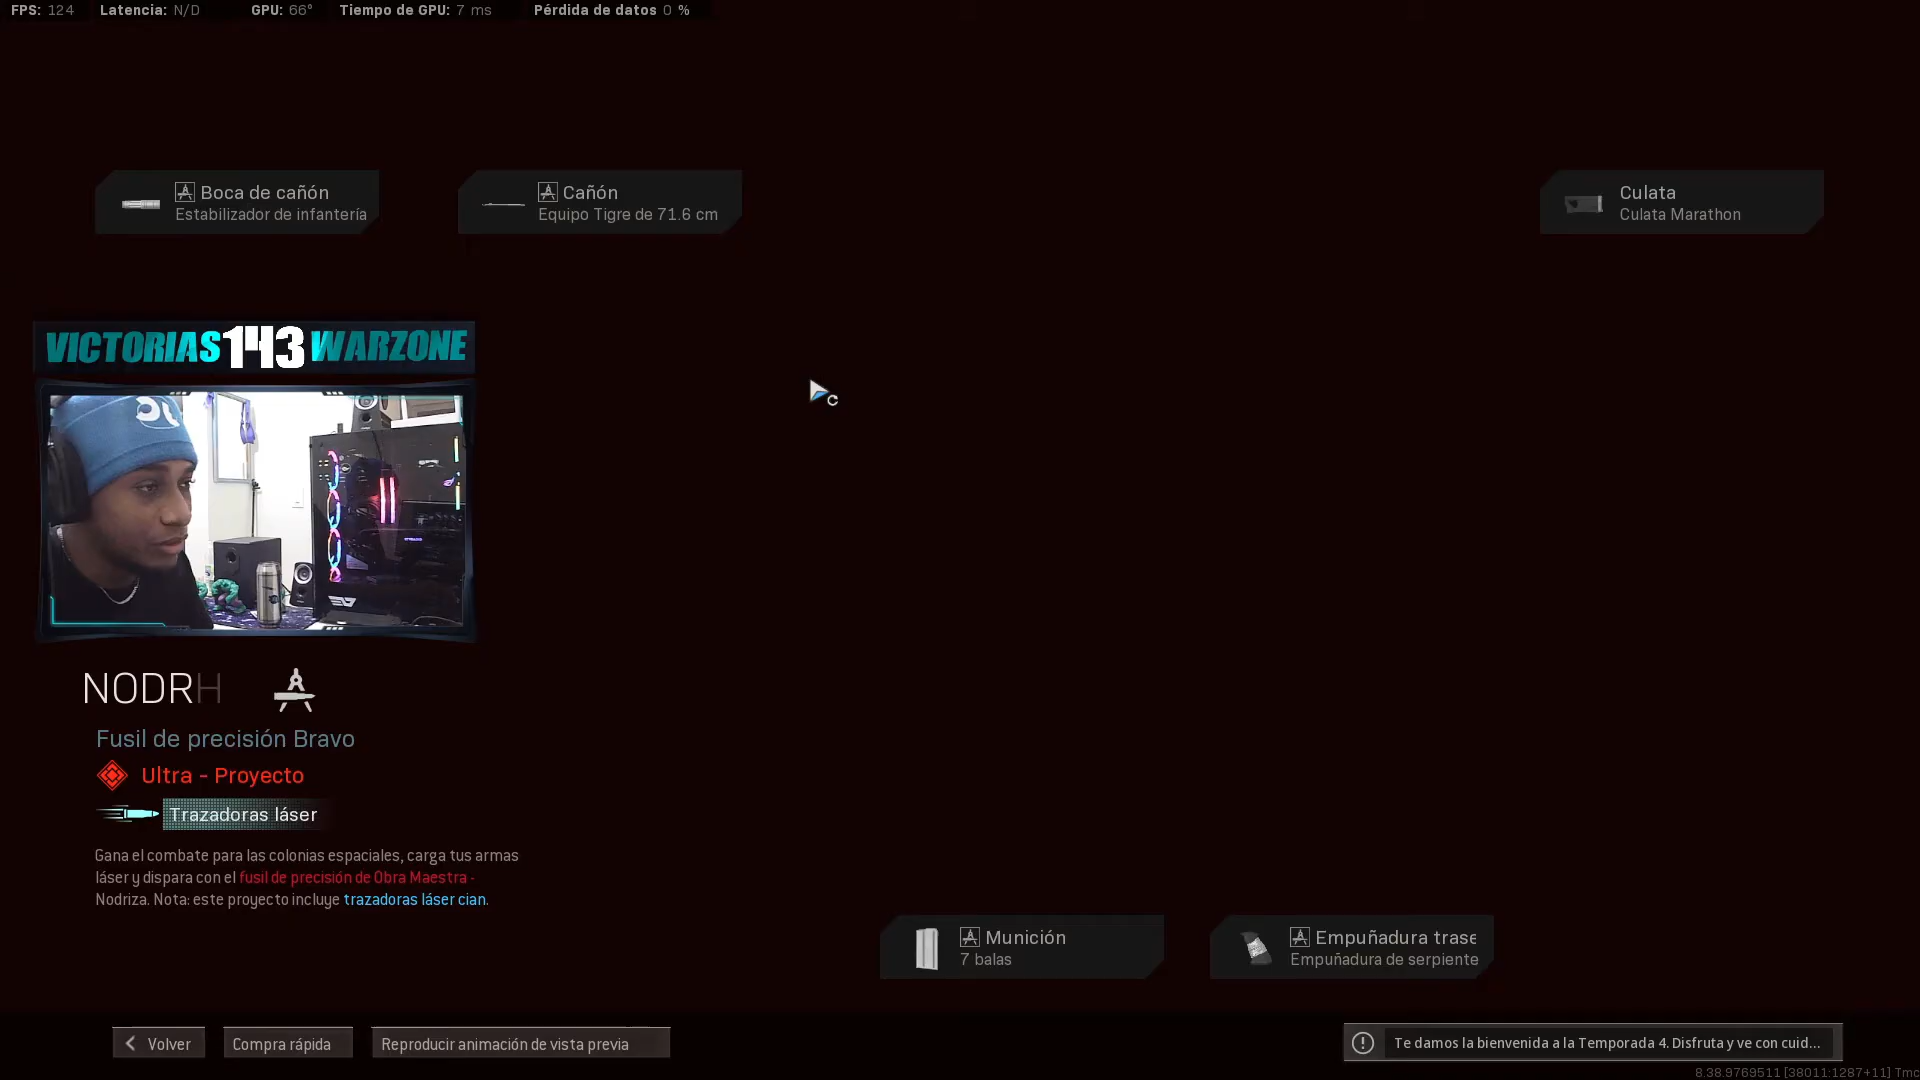 FPS: 124 Latencia: N/D GPU: 66° Tiempo de GPU: 7 ms Pérdida de datos 0 %
Boca de cañón
Estabilizador de infantería
Cañón
Equipo Tigre de 71.6 cm
Culata
Culata Marathon
VICTORIAS 143 WARZONE
NODRH
Fusil de precisión Bravo
Ultra - Proyecto
Trazadoras láser
Gana el combate para las colonias espaciales, carga tus armas
láser y dispara con el fusil de precisión de Obra Maestra -
Nodriza. Nota: este proyecto incluye trazadoras láser cian.
Munición
7 balas
Empuñadura trase
Empuñadura de serpiente
Volver
Compra rápida
Reproducir animación de vista previa
Te damos la bienvenida a la Temporada 4. Disfruta y ve con cuid...
8.38.9769511 [38011:1287+11] Tmc